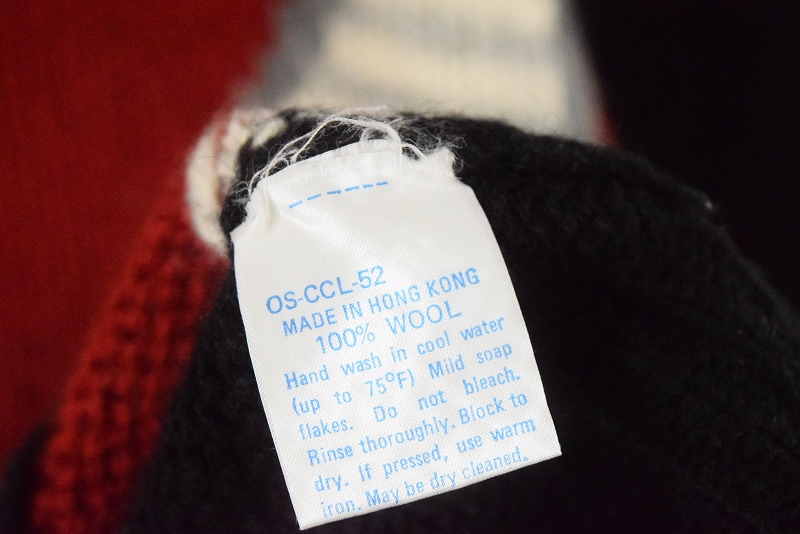 OS-CCL-52
MADE IN HONG KONG
100% WOOL
Hand wash in cool water
(up to 75°F) Mild soap
flakes. Do not bleach.
Rinse thoroughly. Block to
dry. If pressed, use warm
iron. May be dry cleaned.